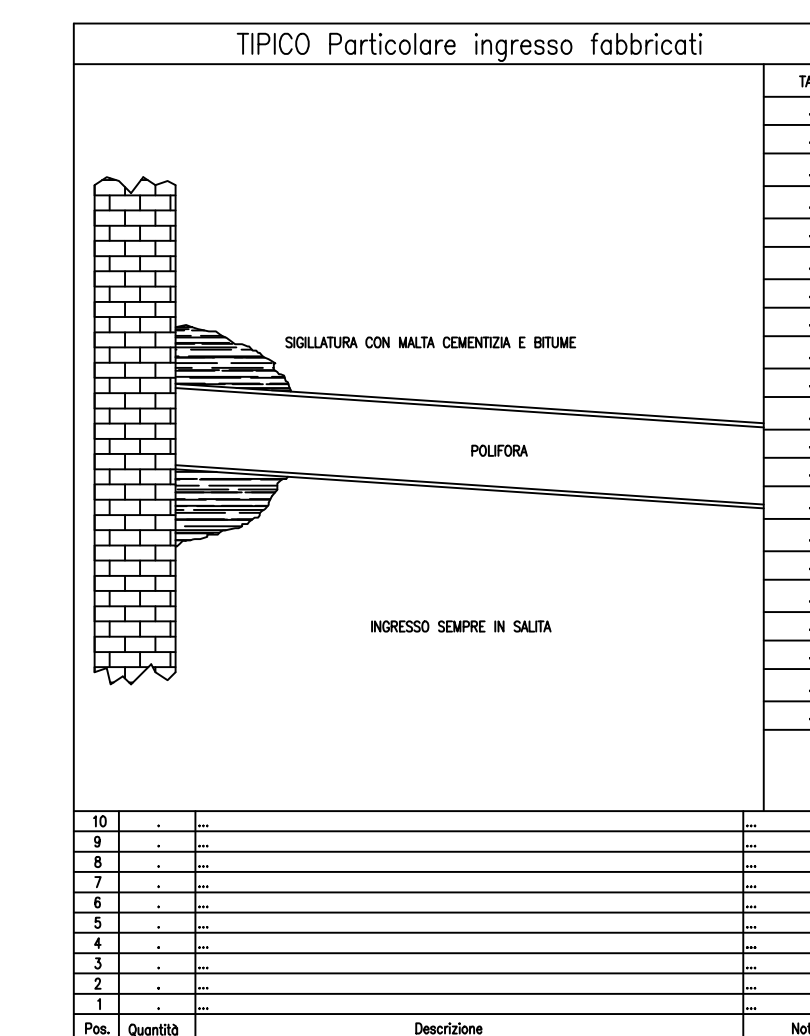 TIPICO Particolare ingresso fabbricati
SIGILLATURA CON MALTA CEMENTIZIA E BITUME
POLIFORA
INGRESSO SEMPRE IN SALITA
10 . ... ...
9 . ... ...
8 . ... ...
7 . ... ...
6 . ... ...
5 . ... ...
4 . ... ...
3 . ... ...
2 . ... ...
1 . ... ...
Pos. Quantità Descrizione